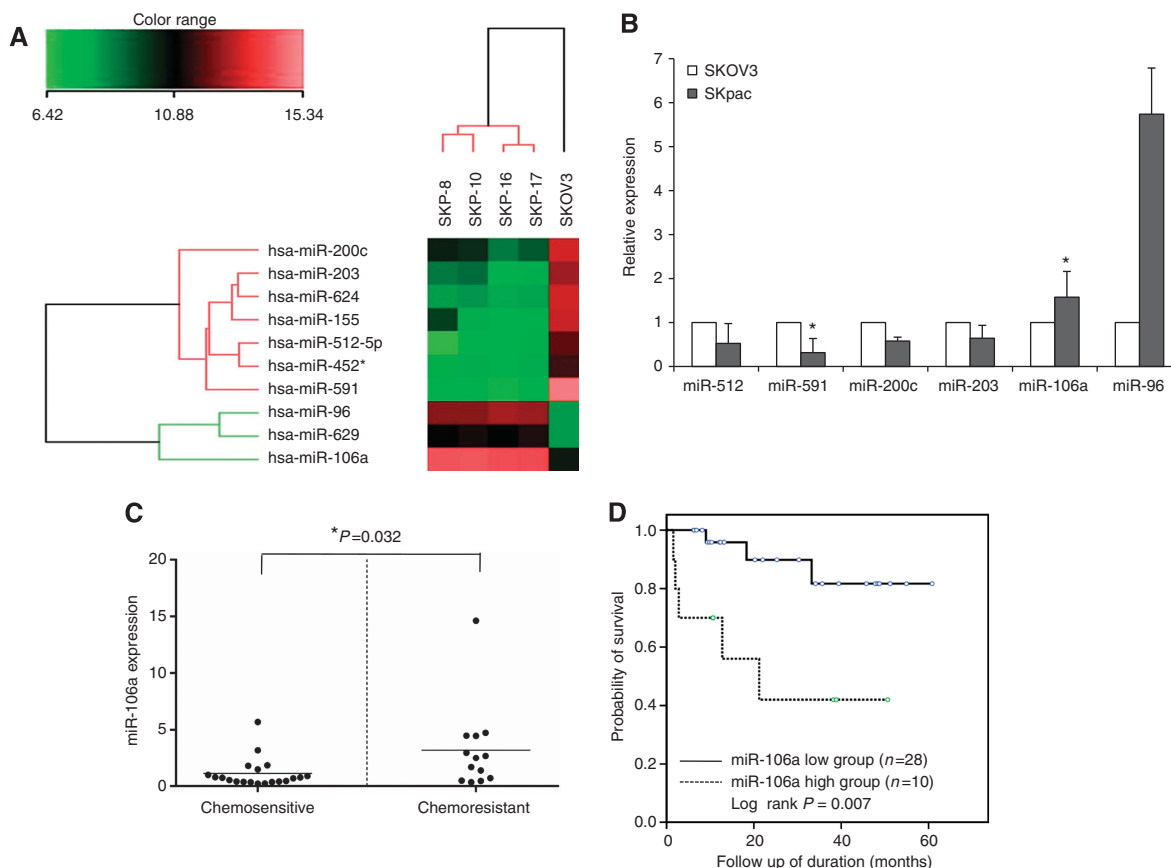 A
Color range
6.42 10.88 15.34
SKP-8
SKP-10
SKP-16
SKP-17
SKOV3
hsa-miR-200c
hsa-miR-203
hsa-miR-624
hsa-miR-155
hsa-miR-512-5p
hsa-miR-452*
hsa-miR-591
hsa-miR-96
hsa-miR-629
hsa-miR-106a
B
Relative expression
7
6
5
4
3
2
1
0
SKOV3
SKpac
*
*
miR-512 miR-591 miR-200c miR-203 miR-106a miR-96
C
*P=0.032
miR-106a expression
20
15
10
5
0
Chemosensitive Chemoresistant
D
Probability of survival
1.0
0.8
0.6
0.4
0.2
0.0
miR-106a low group (n=28)
miR-106a high group (n=10)
Log rank P = 0.007
0 20 40 60
Follow up of duration (months)